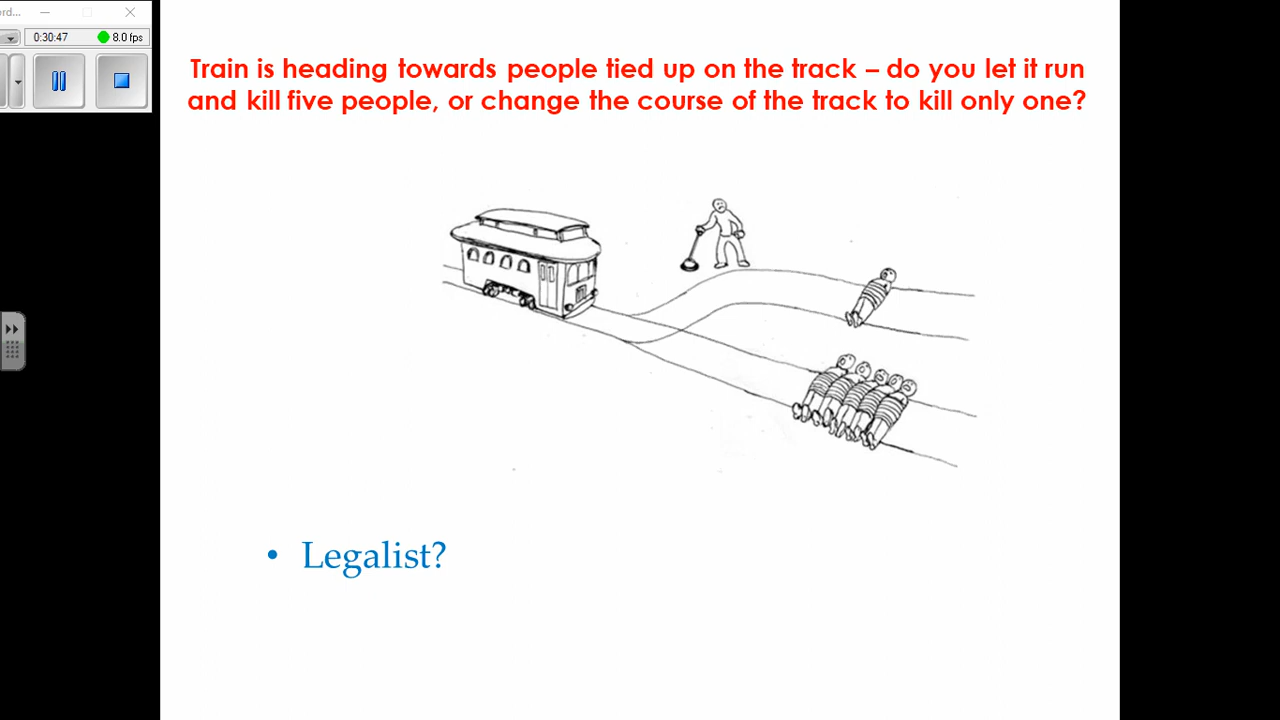 ord...
0:30:47
8.0 fps
Train is heading towards people tied up on the track – do you let it run
and kill five people, or change the course of the track to kill only one?
• Legalist?